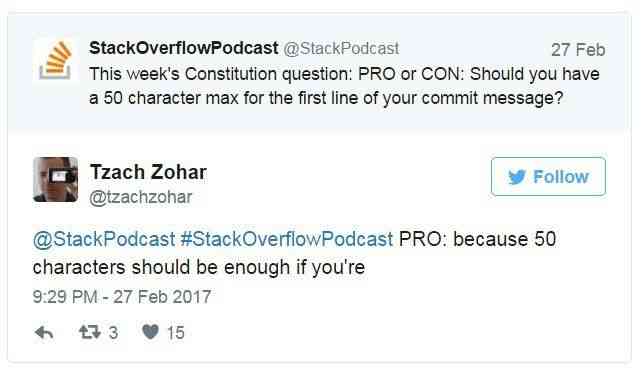 StackOverflowPodcast @StackPodcast 27 Feb
This week's Constitution question: PRO or CON: Should you have
a 50 character max for the first line of your commit message?
Tzach Zohar
@tzachzohar
Follow
@StackPodcast #StackOverflowPodcast PRO: because 50
characters should be enough if you're
9:29 PM - 27 Feb 2017
3 15